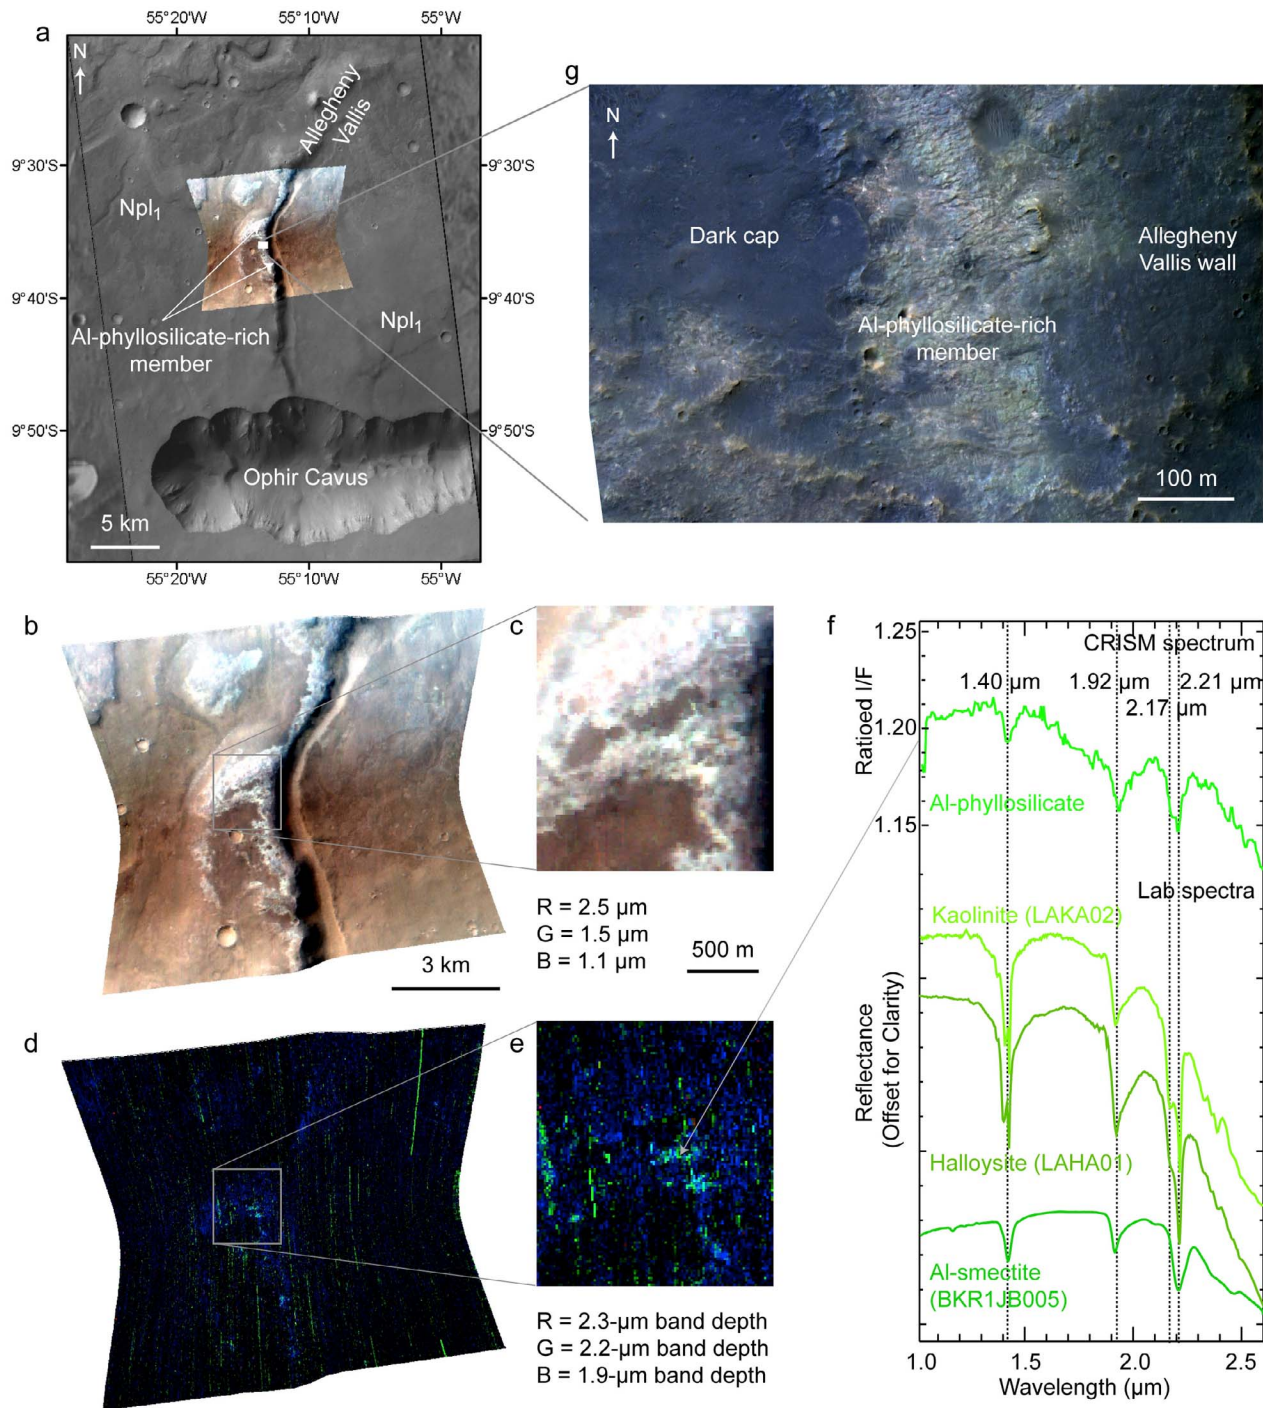 a
55°20'W
55°10'W
55°W
N
Allegheny
Vallis
9°30'S
9°30'S
Npl₁
9°40'S
9°40'S
Npl₁
Al-phyllosilicate-rich
member
9°50'S
9°50'S
Ophir Cavus
5 km
55°20'W
55°10'W
55°W
g
N
Dark cap
Allegheny
Vallis wall
Al-phyllosilicate-rich
member
100 m
b
3 km
c
R = 2.5 µm
G = 1.5 µm
B = 1.1 µm
500 m
d
e
R = 2.3-µm band depth
G = 2.2-µm band depth
B = 1.9-µm band depth
f
1.25
CRISM spectrum
1.40 µm
1.92 µm
2.21 µm
2.17 µm
1.20
Ratioed I/F
Al-phyllosilicate
1.15
Lab spectra
Kaolinite (LAKA02)
Reflectance
(Offset for Clarity)
Halloysite (LAHA01)
Al-smectite
(BKR1JB005)
1.0
1.5
2.0
2.5
Wavelength (µm)